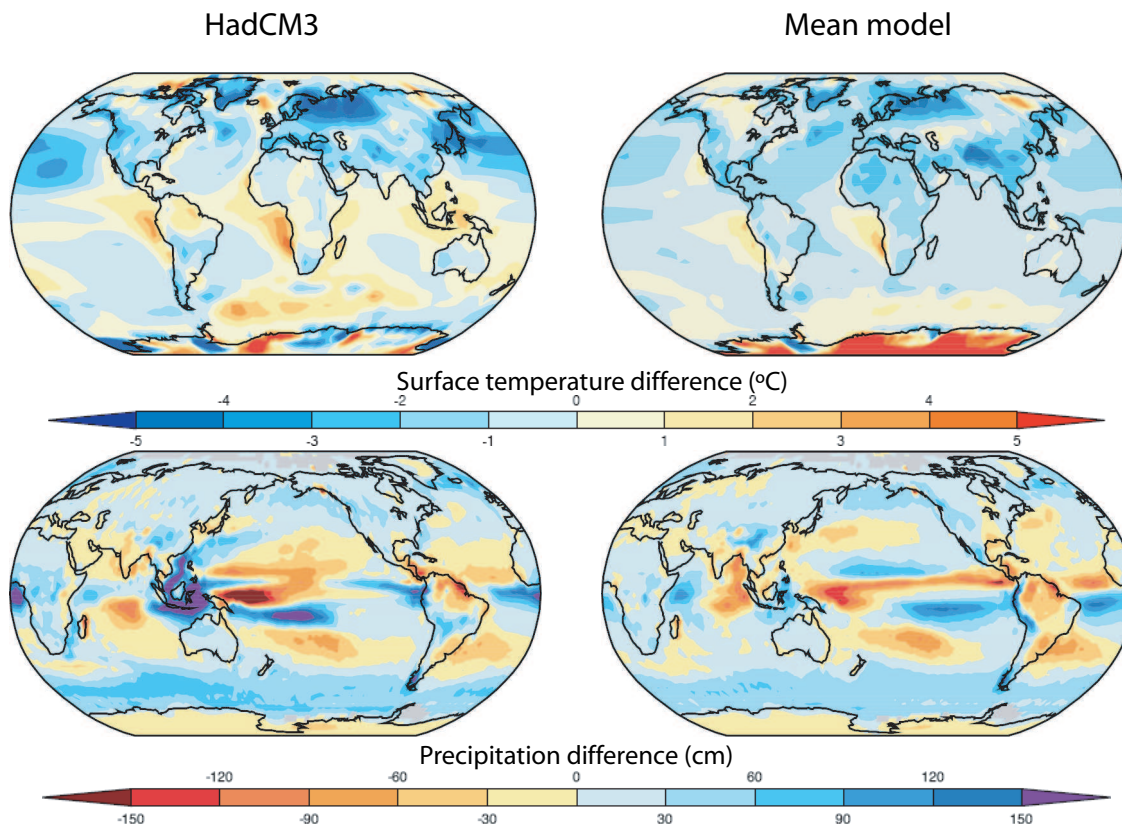 HadCM3 Mean model
Surface temperature difference (ºC)
-4 -2 0 2 4
-5 -3 -1 1 3 5
Precipitation difference (cm)
-120 -60 0 60 120
-150 -90 -30 30 90 150